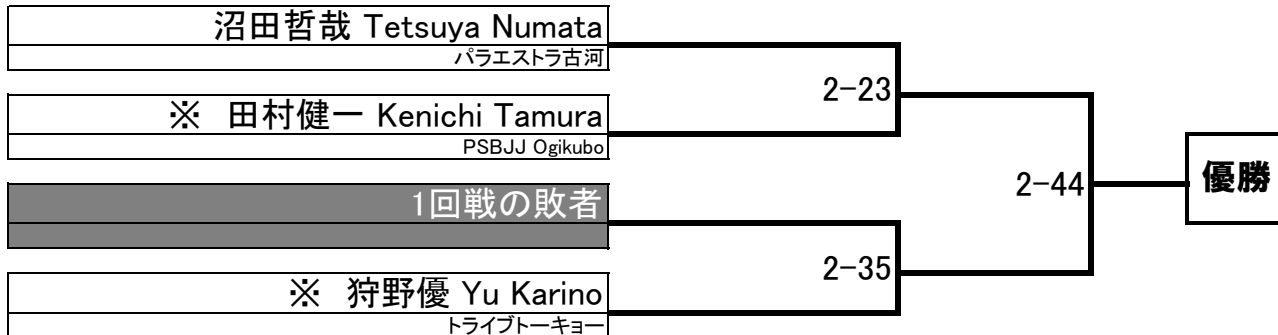 沼田哲哉 Tetsuya Numata
パラエストラ古河
2-23
※ 田村健一 Kenichi Tamura
PSBJJ Ogikubo
2-44
優勝
1回戦の敗者
2-35
※ 狩野優 Yu Karino
トライブトーキョー